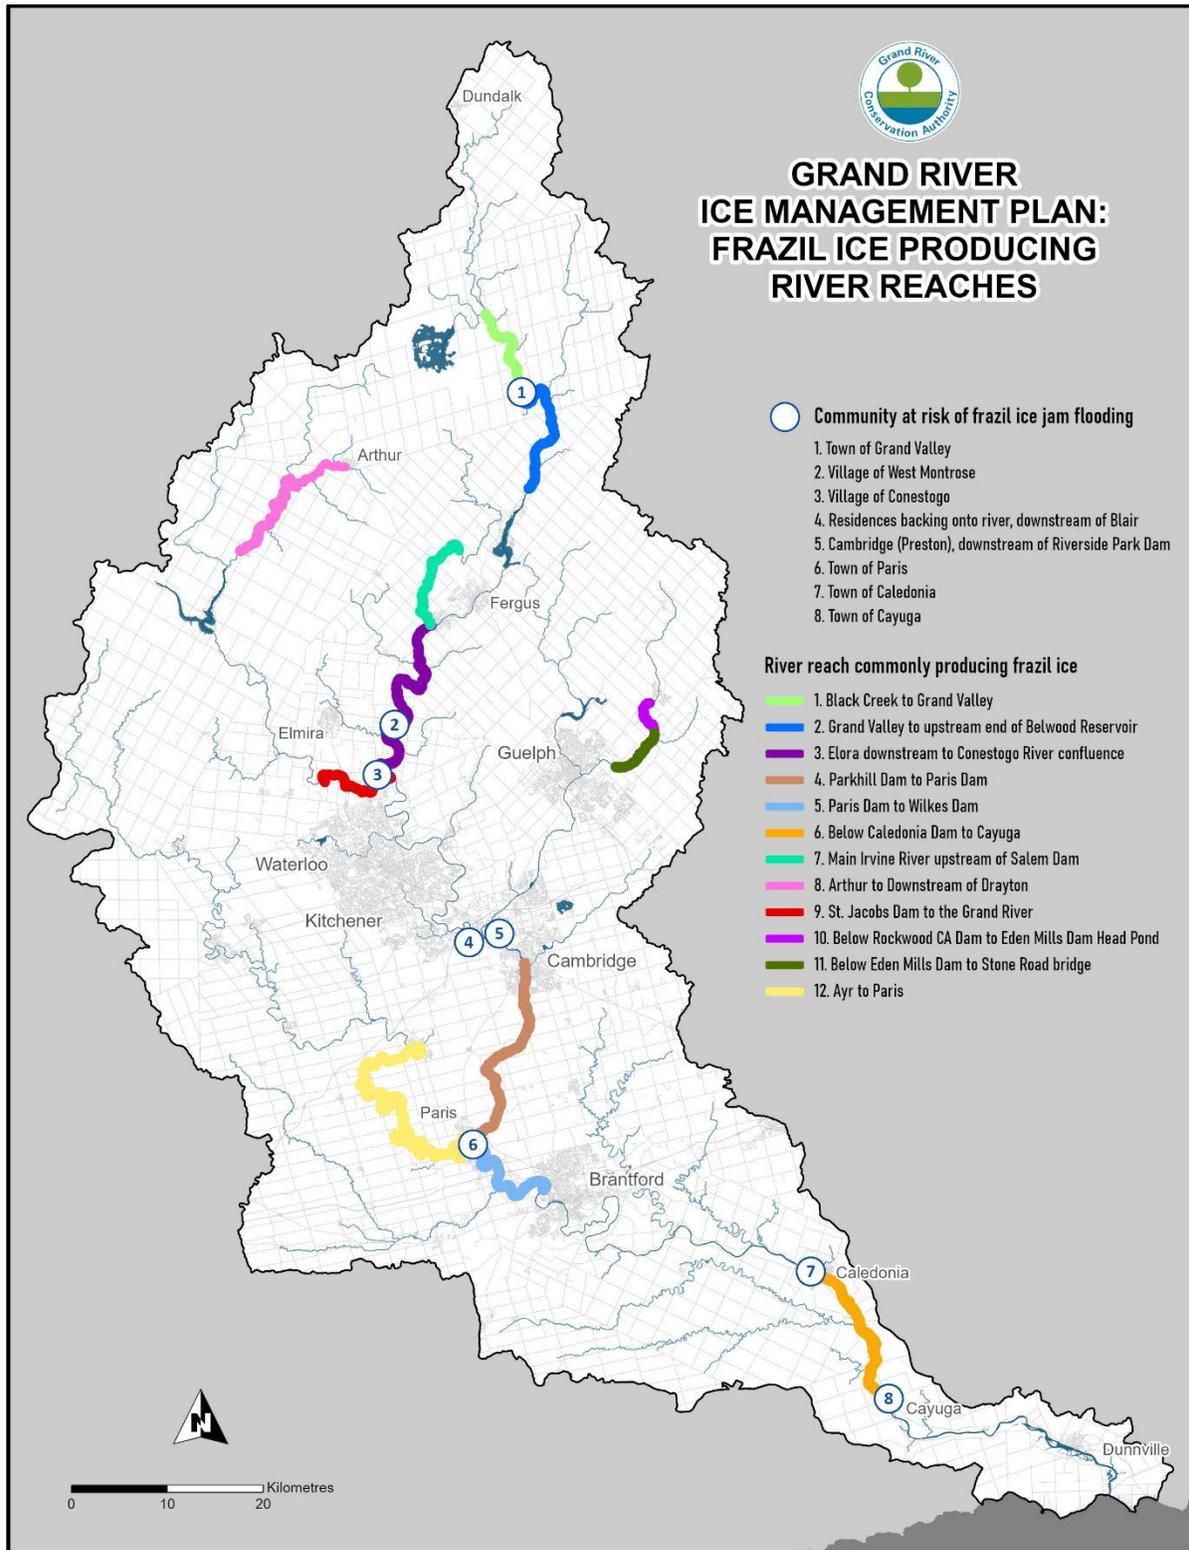 Grand River
Conservation Authority
GRAND RIVER
ICE MANAGEMENT PLAN:
FRAZIL ICE PRODUCING
RIVER REACHES
Community at risk of frazil ice jam flooding
1. Town of Grand Valley
2. Village of West Montrose
3. Village of Conestogo
4. Residences backing onto river, downstream of Blair
5. Cambridge (Preston), downstream of Riverside Park Dam
6. Town of Paris
7. Town of Caledonia
8. Town of Cayuga
River reach commonly producing frazil ice
1. Black Creek to Grand Valley
2. Grand Valley to upstream end of Belwood Reservoir
3. Elora downstream to Conestogo River confluence
4. Parkhill Dam to Paris Dam
5. Paris Dam to Wilkes Dam
6. Below Caledonia Dam to Cayuga
7. Main Irvine River upstream of Salem Dam
8. Arthur to Downstream of Drayton
9. St. Jacobs Dam to the Grand River
10. Below Rockwood CA Dam to Eden Mills Dam Head Pond
11. Below Eden Mills Dam to Stone Road bridge
12. Ayr to Paris
Dundalk
1
Arthur
Fergus
2
Elmira
Guelph
3
Waterloo
Kitchener
4
5
Cambridge
Paris
6
Brantford
7
Caledonia
8
Cayuga
Dunnville
N
Kilometres
0
10
20